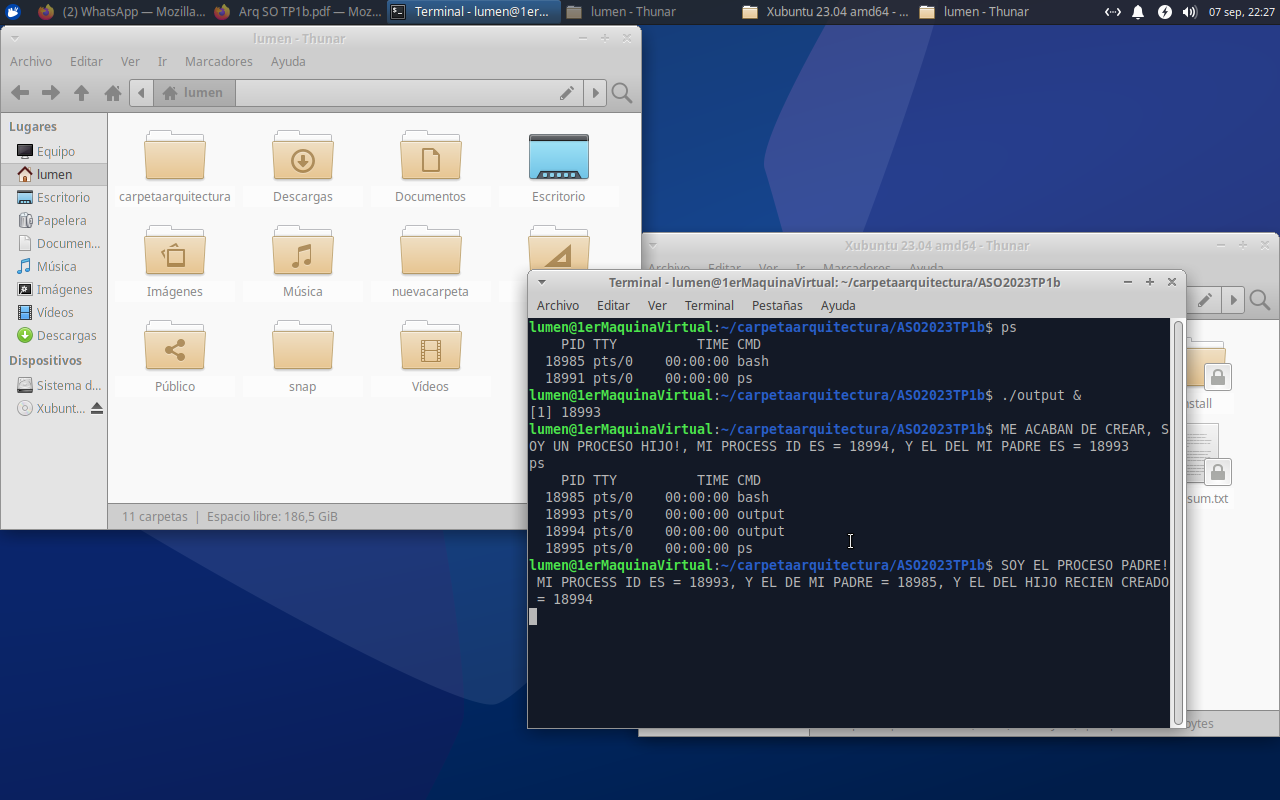 (2) WhatsApp — Mozilla...
Arq SO TP1b.pdf — Moz...
Terminal - lumen@1er...
lumen - Thunar
Xubuntu 23.04 amd64 - ...
lumen - Thunar
07 sep, 22:27
lumen - Thunar
Archivo Editar Ver Ir Marcadores Ayuda
lumen
Lugares
Equipo
lumen
Escritorio
Papelera
Documen...
Música
Imágenes
Vídeos
Descargas
Dispositivos
Sistema d...
Xubunt...
carpetaarquitectura
Descargas
Documentos
Escritorio
Imágenes
Música
nuevacarpeta
Público
snap
Vídeos
11 carpetas | Espacio libre: 186,5 GiB
Xubuntu 23.04 amd64 - Thunar
Archivo Editar Ver Ir Marcadores Ayuda
Terminal - lumen@1erMaquinaVirtual: ~/carpetaarquitectura/ASO2023TP1b
Archivo Editar Ver Terminal Pestañas Ayuda
lumen@1erMaquinaVirtual:~/carpetaarquitectura/ASO2023TP1b$ ps
PID TTY TIME CMD
18985 pts/0 00:00:00 bash
18991 pts/0 00:00:00 ps
lumen@1erMaquinaVirtual:~/carpetaarquitectura/ASO2023TP1b$ ./output &
[1] 18993
lumen@1erMaquinaVirtual:~/carpetaarquitectura/ASO2023TP1b$ ME ACABAN DE CREAR, S
OY UN PROCESO HIJO!, MI PROCESS ID ES = 18994, Y EL DEL MI PADRE ES = 18993
ps
PID TTY TIME CMD
18985 pts/0 00:00:00 bash
18993 pts/0 00:00:00 output
18994 pts/0 00:00:00 output
18995 pts/0 00:00:00 ps
lumen@1erMaquinaVirtual:~/carpetaarquitectura/ASO2023TP1b$ SOY EL PROCESO PADRE!
MI PROCESS ID ES = 18993, Y EL DE MI PADRE = 18985, Y EL DEL HIJO RECIEN CREADO
= 18994
stall
sum.txt
bytes